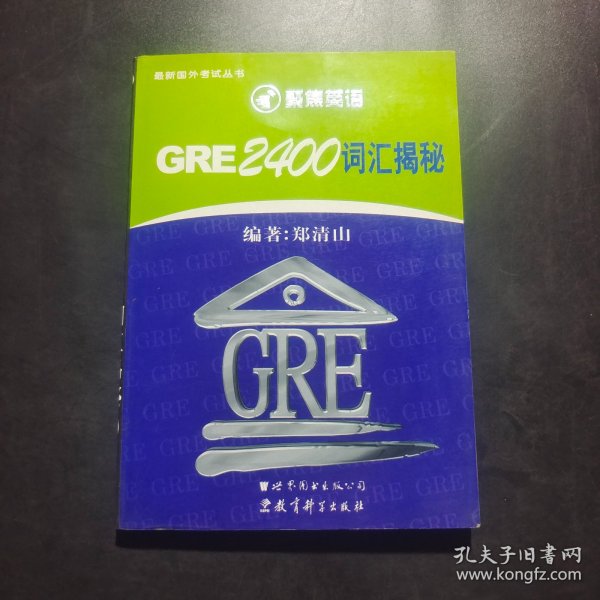 最新国外考试丛书
聚焦英语
GRE2400词汇揭秘
编著:郑清山
GRE
世界图书出版公司
教育科学出版社
孔夫子旧书网
www.kongfz.com